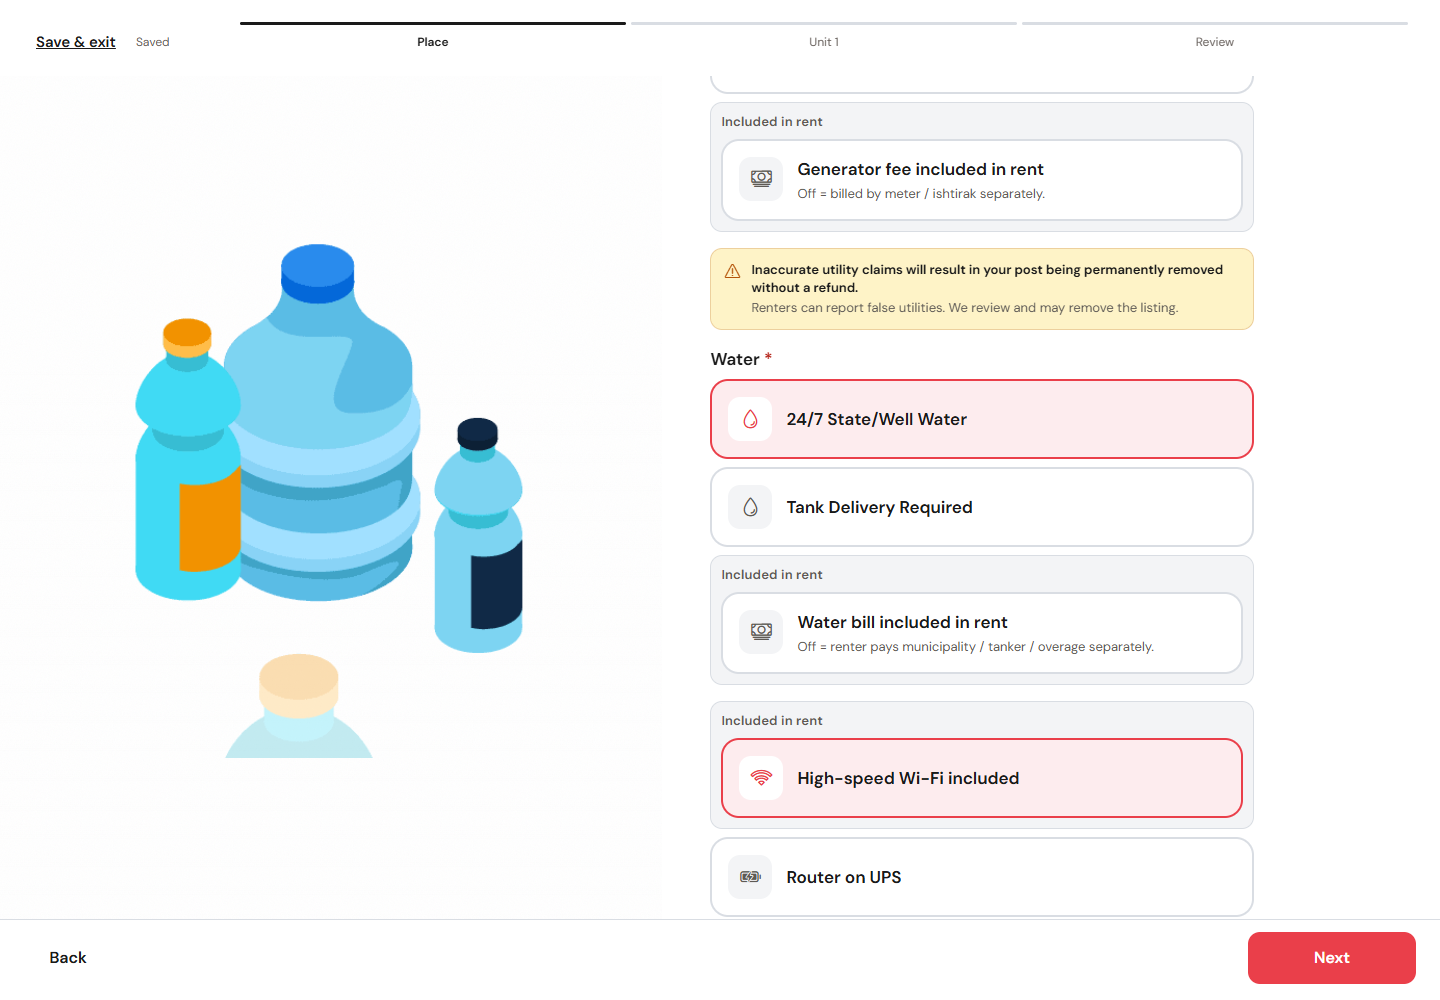 Save & exit
Saved
Place
Unit 1
Review
Included in rent
Generator fee included in rent
Off = billed by meter / ishtirak separately.
Inaccurate utility claims will result in your post being permanently removed
without a refund.
Renters can report false utilities. We review and may remove the listing.
Water *
24/7 State/Well Water
Tank Delivery Required
Included in rent
Water bill included in rent
Off = renter pays municipality / tanker / overage separately.
Included in rent
High-speed Wi-Fi included
Router on UPS
Back
Next